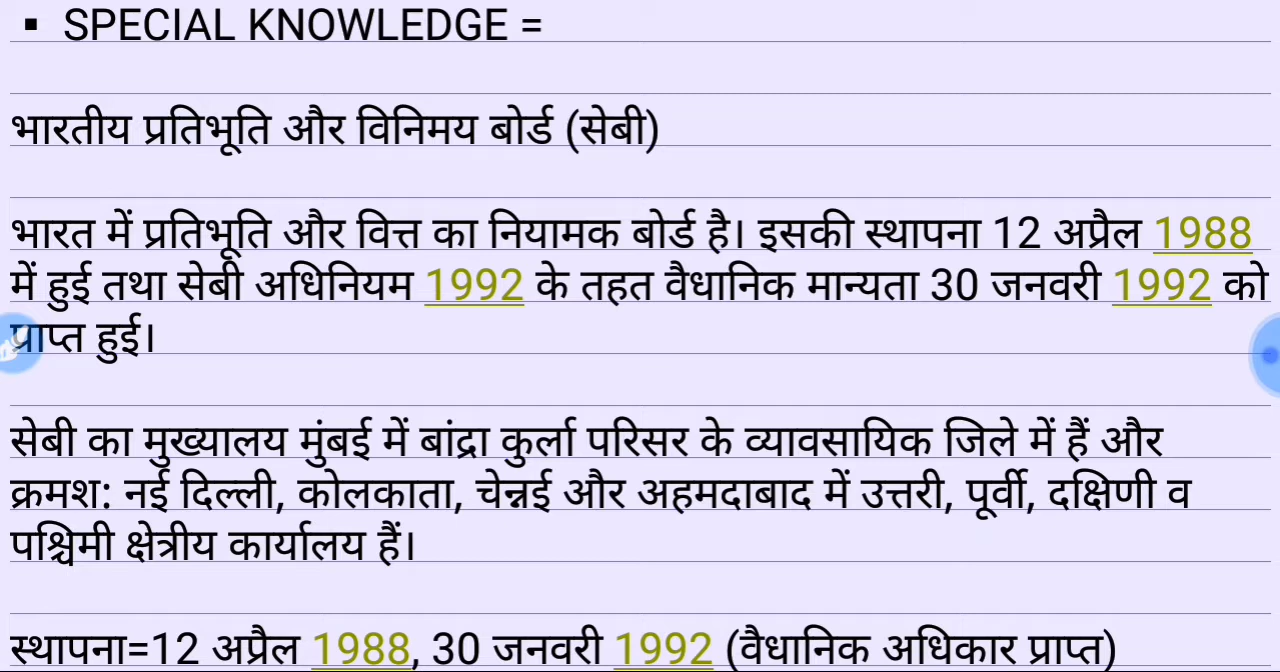 ▪ SPECIAL KNOWLEDGE =
भारतीय प्रतिभूति और विनिमय बोर्ड (सेबी)
भारत में प्रतिभूति और वित्त का नियामक बोर्ड है। इसकी स्थापना 12 अप्रैल 1988
में हुई तथा सेबी अधिनियम 1992 के तहत वैधानिक मान्यता 30 जनवरी 1992 को
प्राप्त हुई।
सेबी का मुख्यालय मुंबई में बांद्रा कुर्ला परिसर के व्यावसायिक जिले में हैं और
क्रमश: नई दिल्ली, कोलकाता, चेन्नई और अहमदाबाद में उत्तरी, पूर्वी, दक्षिणी व
पश्चिमी क्षेत्रीय कार्यालय हैं।
स्थापना=12 अप्रैल 1988, 30 जनवरी 1992 (वैधानिक अधिकार प्राप्त)